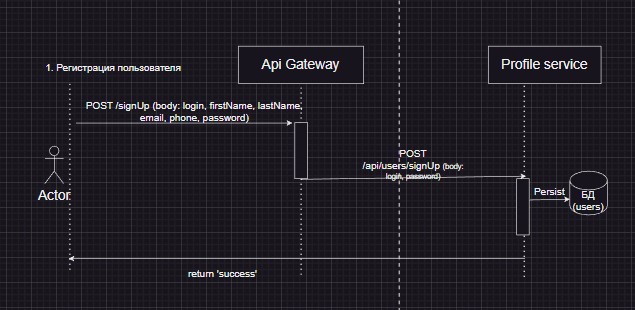 Api Gateway
Profile service
1. Регистрация пользователя
POST /signUp (body: login, firstName, lastName,
email, phone, password)
POST
/api/users/signUp (body:
login, password)
Actor
Persist
БД
(users)
return 'success'